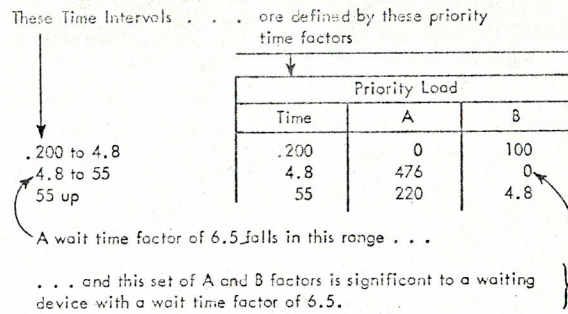 These Time Intervals . . . are defined by these priority
time factors
Priority Load
Time A B
.200 to 4.8 .200 0 100
4.8 to 55 4.8 476 0
55 up 55 220 4.8
A wait time factor of 6.5 falls in this range . . .
. . . and this set of A and B factors is significant to a waiting
device with a wait time factor of 6.5.